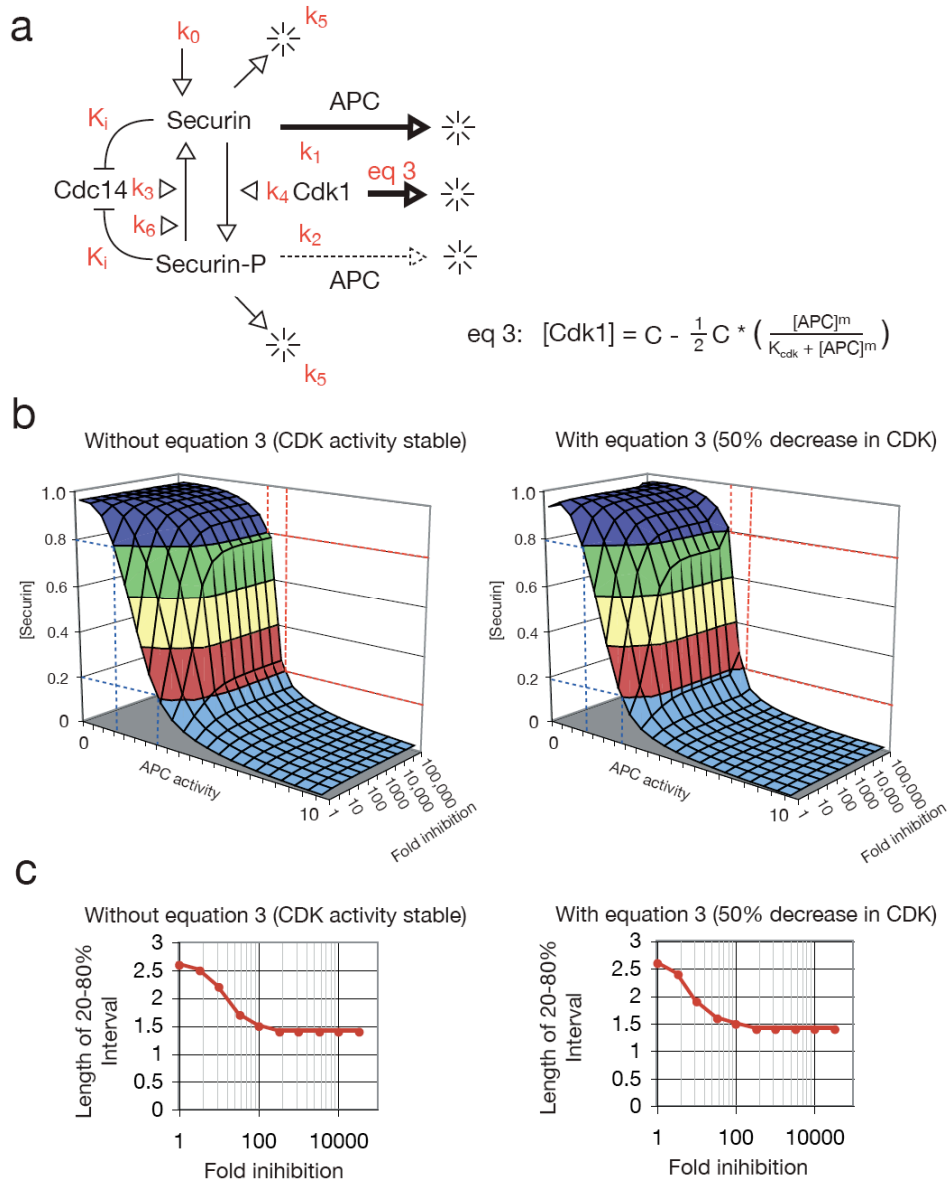 a
k5
k0
APC
Ki
Securin
k1
eq 3
Cdc14 k3
k4 Cdk1
k6
k2
Ki
Securin-P
APC
k5
eq 3: [Cdk1] = C - 1/2 C * ( [APC]m / Kcdk + [APC]m )
b
Without equation 3 (CDK activity stable)
With equation 3 (50% decrease in CDK)
1.0
0.8
0.6
0.4
0.2
0
[Securin]
0
APC activity
10
1
10
100
1000
10,000
100,000
Fold inhibition
1.0
0.8
0.6
0.4
0.2
0
[Securin]
0
APC activity
10
1
10
100
1000
10,000
100,000
Fold inhibition
c
Without equation 3 (CDK activity stable)
With equation 3 (50% decrease in CDK)
Length of 20-80%
Interval
3
2.5
2
1.5
1
0.5
0
1
100
10000
Fold inihibition
Length of 20-80%
Interval
3
2.5
2
1.5
1
0.5
0
1
100
10000
Fold inhibition